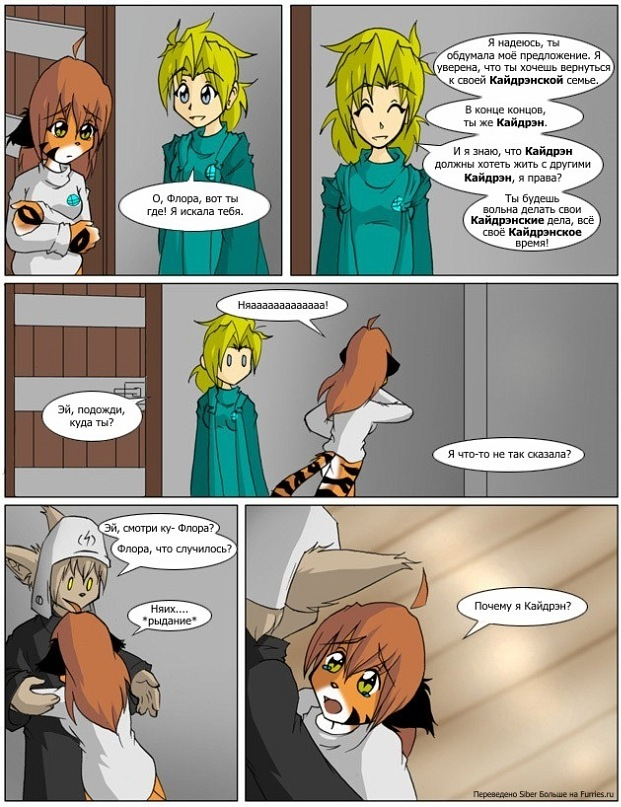 О, Флора, вот ты
где! Я искала тебя.
Я надеюсь, ты
обдумала моё предложение. Я
уверена, что ты хочешь вернуться
к своей Кайдрэнской семье.
В конце концов,
ты же Кайдрэн.
И я знаю, что Кайдрэн
должны хотеть жить с другими
Кайдрэн, я права?
Ты будешь
вольна делать свои
Кайдрэнские дела, всё
своё Кайдрэнское
время!
Няааааааааааааа!
Эй, подожди,
куда ты?
Я что-то не так сказала?
Эй, смотри ку- Флора?
Флора, что случилось?
Няих....
*рыдание*
Почему я Кайдрэн?
Переведено Siber Больше на Furries.ru